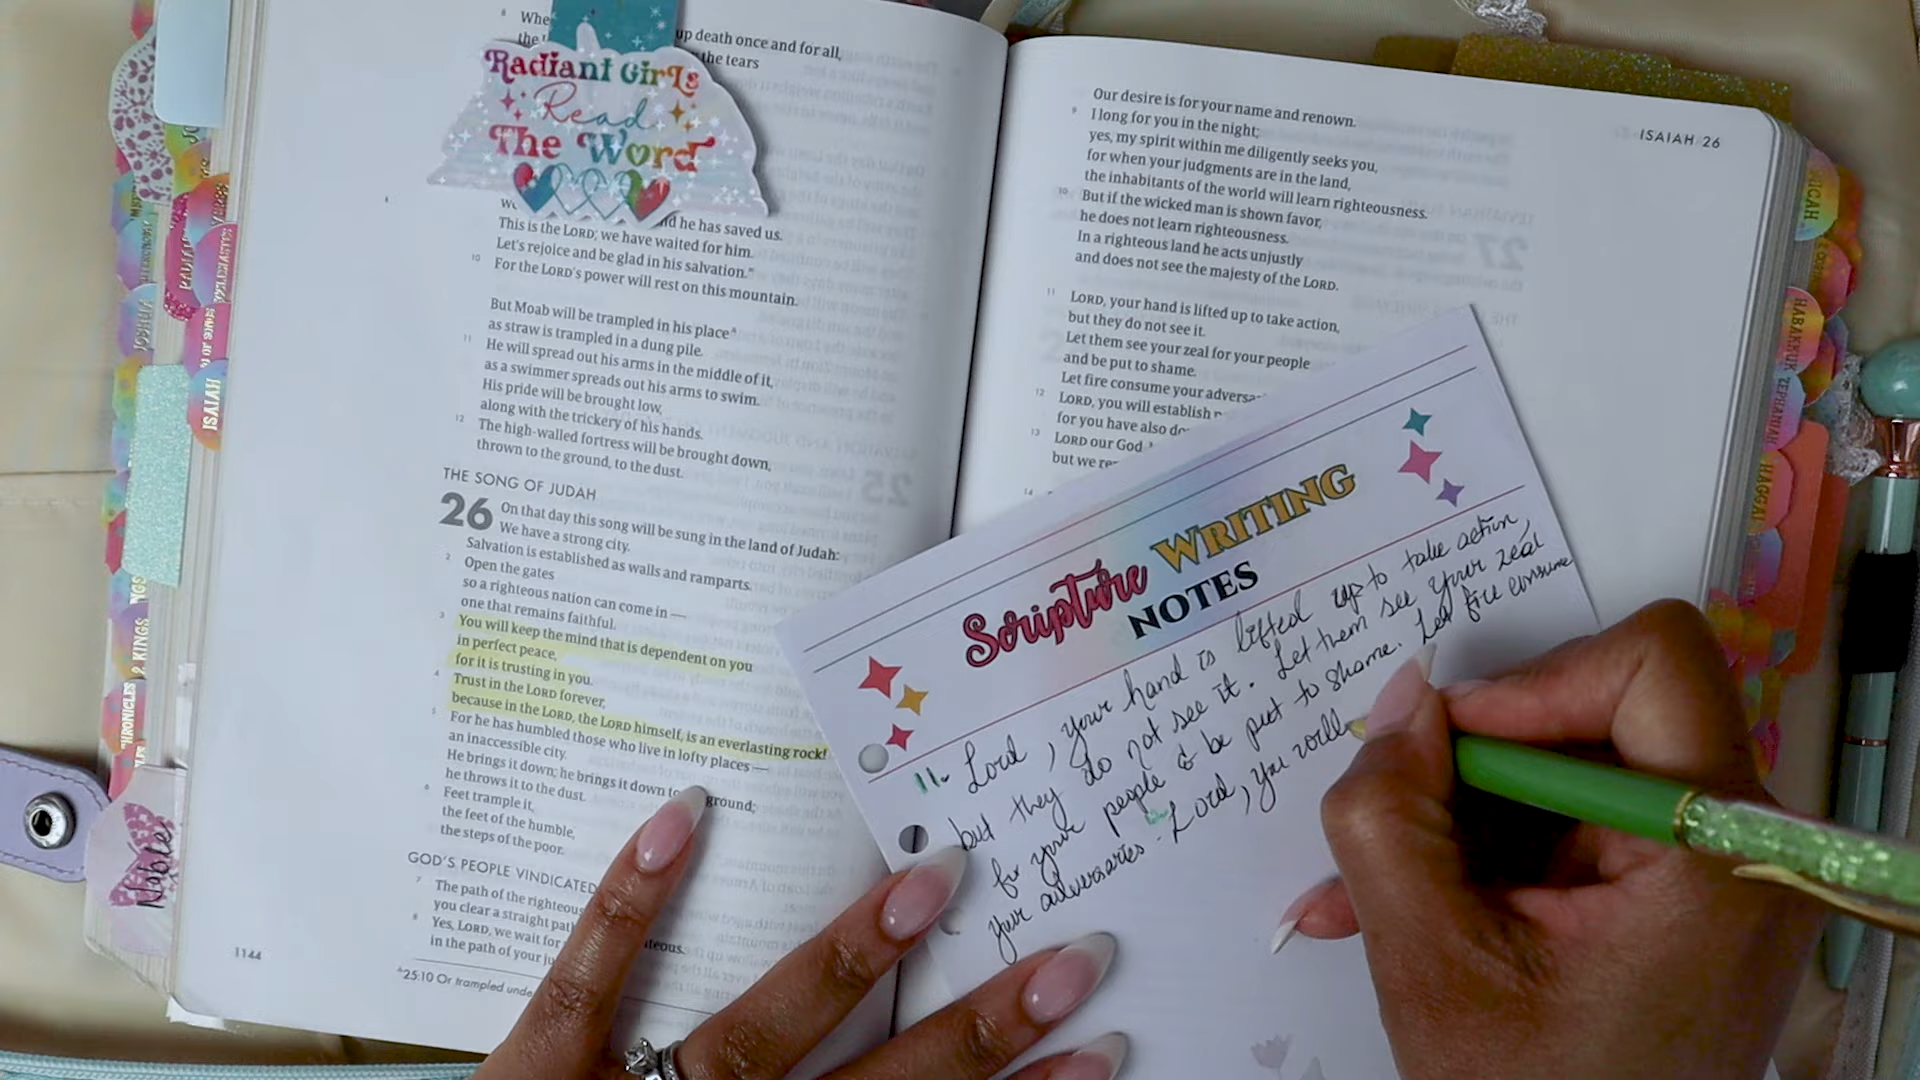 up death once and for all,
the tears
Radiant Girls
Read
The Word
nd he has saved us.
This is the LORD; we have waited for him.
Let's rejoice and be glad in his salvation."
10 For the LORD's power will rest on this mountain.
But Moab will be trampled in his place^A
as straw is trampled in a dung pile.
11 He will spread out his arms in the middle of it,
as a swimmer spreads out his arms to swim.
His pride will be brought low,
along with the trickery of his hands.
12 The high-walled fortress will be brought down,
thrown to the ground, to the dust.
THE SONG OF JUDAH
26 On that day this song will be sung in the land of Judah:
We have a strong city.
Salvation is established as walls and ramparts.
2 Open the gates
so a righteous nation can come in —
one that remains faithful.
3 You will keep the mind that is dependent on you
in perfect peace,
for it is trusting in you.
4 Trust in the LORD forever,
because in the LORD, the LORD himself, is an everlasting rock!
5 For he has humbled those who live in lofty places —
an inaccessible city.
He brings it down; he brings it down to ground;
he throws it to the dust.
6 Feet trample it,
the feet of the humble,
the steps of the poor.
GOD'S PEOPLE VINDICATED
7 The path of the righteous
you clear a straight path
8 Yes, LORD, we wait for
in the path of your ju
1144
^A25:10 Or trampled unde
ISAIAH 26
Our desire is for your name and renown.
9 I long for you in the night;
yes, my spirit within me diligently seeks you,
for when your judgments are in the land,
the inhabitants of the world will learn righteousness.
10 But if the wicked man is shown favor,
he does not learn righteousness.
In a righteous land he acts unjustly
and does not see the majesty of the LORD.
11 LORD, your hand is lifted up to take action,
but they do not see it.
Let them see your zeal for your people
and be put to shame.
Let fire consume your adversa
12 LORD, you will establish
for you have also do
13 LORD our God
but we re
14
Scripture Writing
Notes
11. Lord, your hand is lifted up to take action,
but they do not see it. Let them see your zeal
for your people & be put to shame. Let fire consume
your adversaries. Lord, you will
JOSHUA
ISAIAH
2 KINGS
Notes
MICAH
HABAKKUK
ZEPHANIAH
HAGGAI